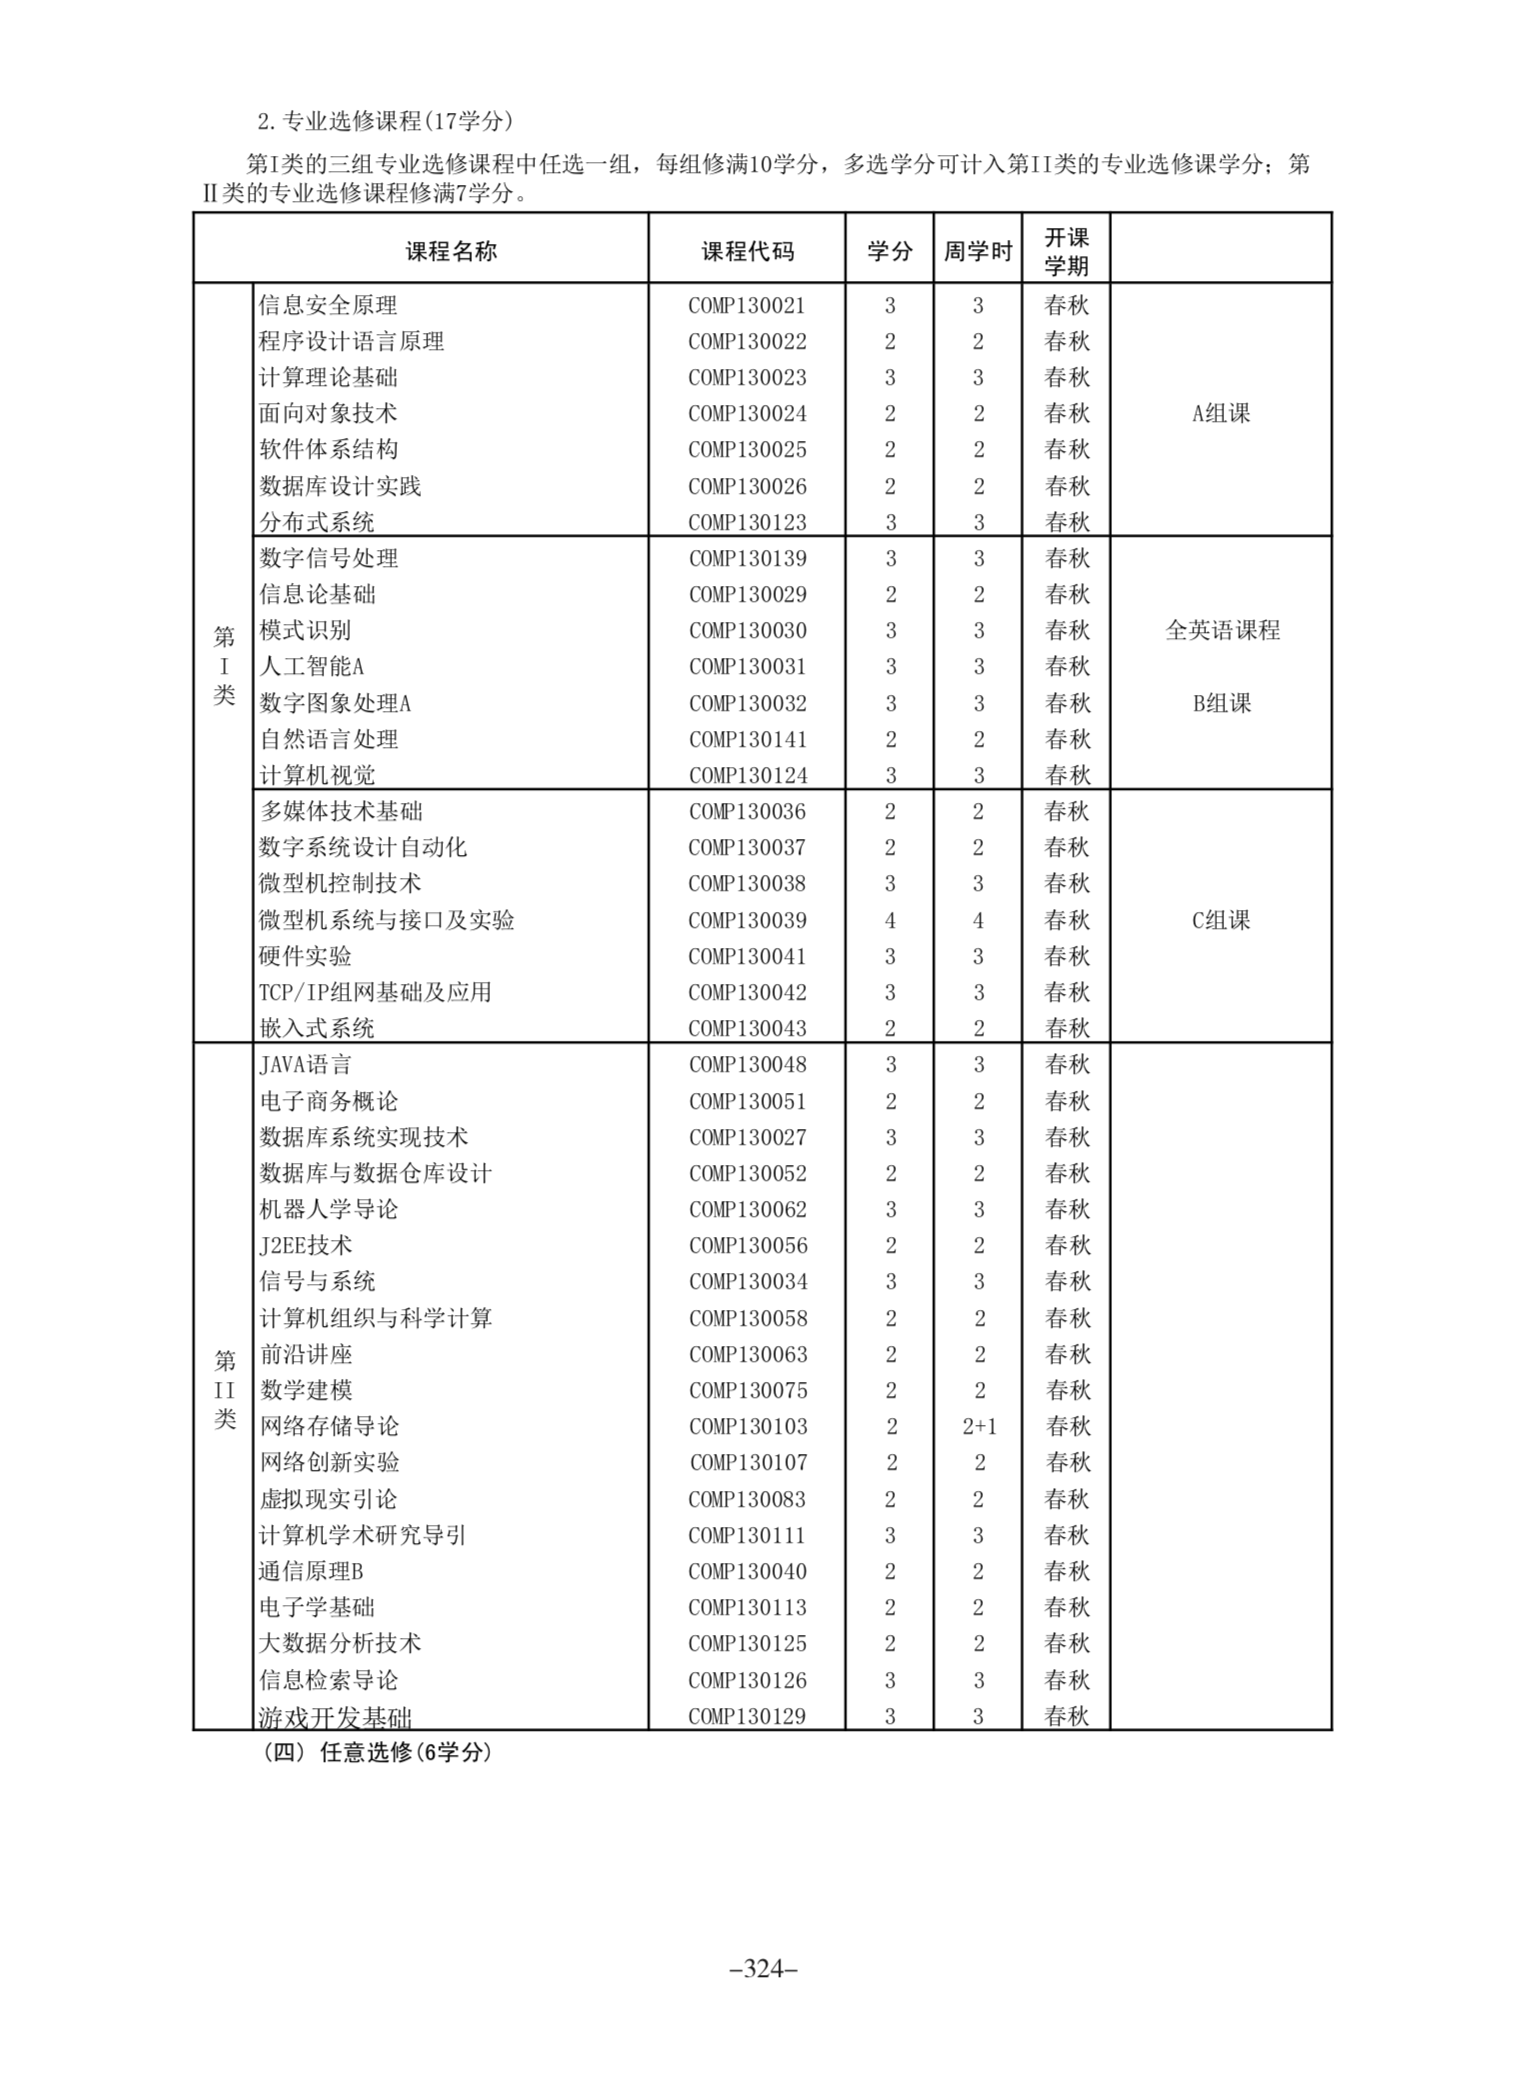 2.专业选修课程(17学分)
第I类的三组专业选修课程中任选一组，每组修满10学分，多选学分可计入第II类的专业选修课学分；第
II类的专业选修课程修满7学分。
课程名称 课程代码 学分 周学时 开课学期
第I类
信息安全原理 COMP130021 3 3 春秋
程序设计语言原理 COMP130022 2 2 春秋
计算理论基础 COMP130023 3 3 春秋
面向对象技术 COMP130024 2 2 春秋 A组课
软件体系结构 COMP130025 2 2 春秋
数据库设计实践 COMP130026 2 2 春秋
分布式系统 COMP130123 3 3 春秋
数字信号处理 COMP130139 3 3 春秋
信息论基础 COMP130029 2 2 春秋
模式识别 COMP130030 3 3 春秋 全英语课程
人工智能A COMP130031 3 3 春秋
数字图象处理A COMP130032 3 3 春秋 B组课
自然语言处理 COMP130141 2 2 春秋
计算机视觉 COMP130124 3 3 春秋
多媒体技术基础 COMP130036 2 2 春秋
数字系统设计自动化 COMP130037 2 2 春秋
微型机控制技术 COMP130038 3 3 春秋
微型机系统与接口及实验 COMP130039 4 4 春秋 C组课
硬件实验 COMP130041 3 3 春秋
TCP/IP组网基础及应用 COMP130042 3 3 春秋
嵌入式系统 COMP130043 2 2 春秋
第II类
JAVA语言 COMP130048 3 3 春秋
电子商务概论 COMP130051 2 2 春秋
数据库系统实现技术 COMP130027 3 3 春秋
数据库与数据仓库设计 COMP130052 2 2 春秋
机器人学导论 COMP130062 3 3 春秋
J2EE技术 COMP130056 2 2 春秋
信号与系统 COMP130034 3 3 春秋
计算机组织与科学计算 COMP130058 2 2 春秋
前沿讲座 COMP130063 2 2 春秋
数学建模 COMP130075 2 2 春秋
网络存储导论 COMP130103 2 2+1 春秋
网络创新实验 COMP130107 2 2 春秋
虚拟现实引论 COMP130083 2 2 春秋
计算机学术研究导引 COMP130111 3 3 春秋
通信原理B COMP130040 2 2 春秋
电子学基础 COMP130113 2 2 春秋
大数据分析技术 COMP130125 2 2 春秋
信息检索导论 COMP130126 3 3 春秋
游戏开发基础 COMP130129 3 3 春秋
（四）任意选修(6学分)
–324–